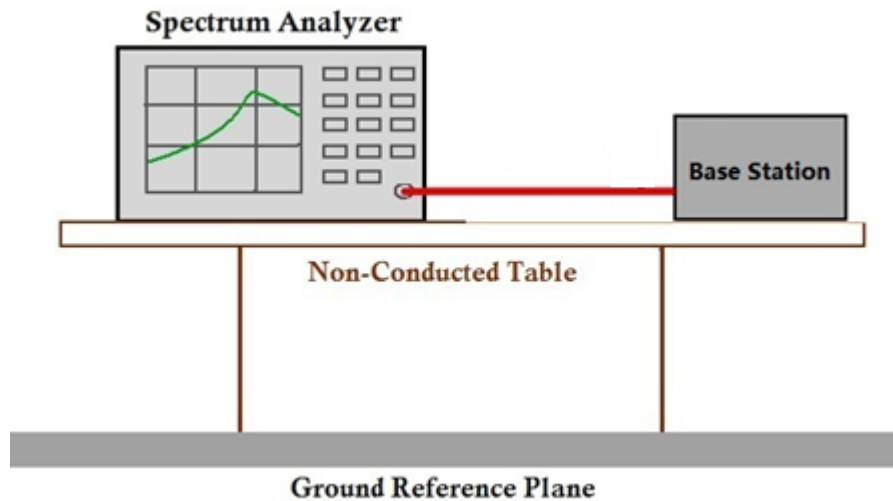 Spectrum Analyzer
Base Station
Non-Conducted Table
Ground Reference Plane